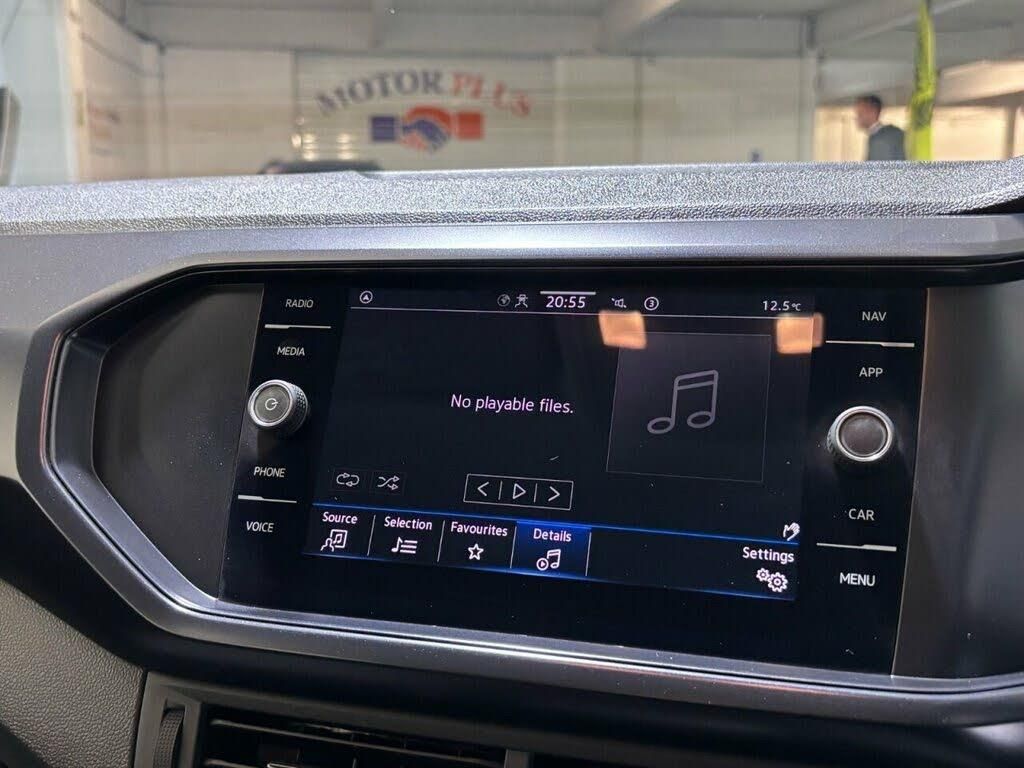 MOTOR PLUS
RADIO
MEDIA
PHONE
VOICE
20:55
3
12.5°C
No playable files.
Source
Selection
Favourites
Details
Settings
NAV
APP
CAR
MENU